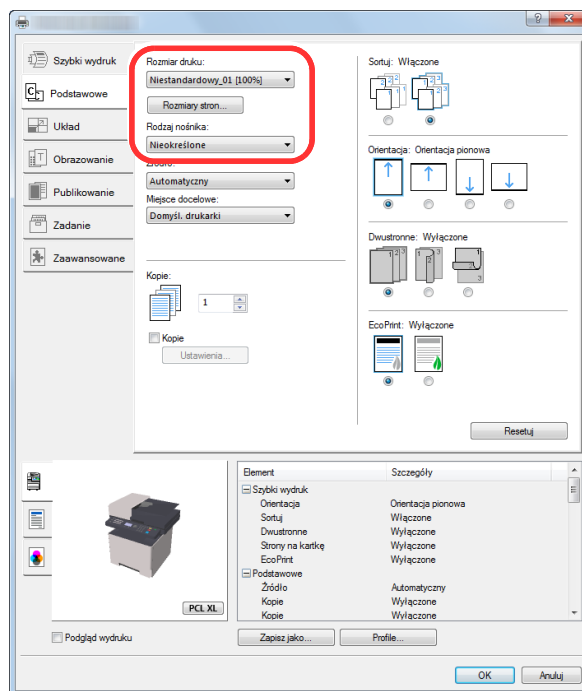 Szybki wydruk
Podstawowe
Układ
Obrazowanie
Publikowanie
Zadanie
Zaawansowane
Rozmiar druku:
Niestandardowy_01 [100%]
Rozmiary stron...
Rodzaj nośnika:
Nieokreślone
Źródło:
Automatyczny
Miejsce docelowe:
Domyśl. drukarki
Kopie:
1
Kopie
Ustawienia...
Sortuj: Włączone
Orientacja: Orientacja pionowa
Dwustronne: Wyłączone
EcoPrint: Wyłączone
Resetuj
PCL XL
Podgląd wydruku
Element Szczegóły
Szybki wydruk
Orientacja Orientacja pionowa
Sortuj Włączone
Dwustronne Wyłączone
Strony na kartkę Wyłączone
EcoPrint Wyłączone
Podstawowe
Źródło Automatyczny
Kopie Wyłączone
Kopie Wyłączone
Zapisz jako... Profile...
OK Anuluj